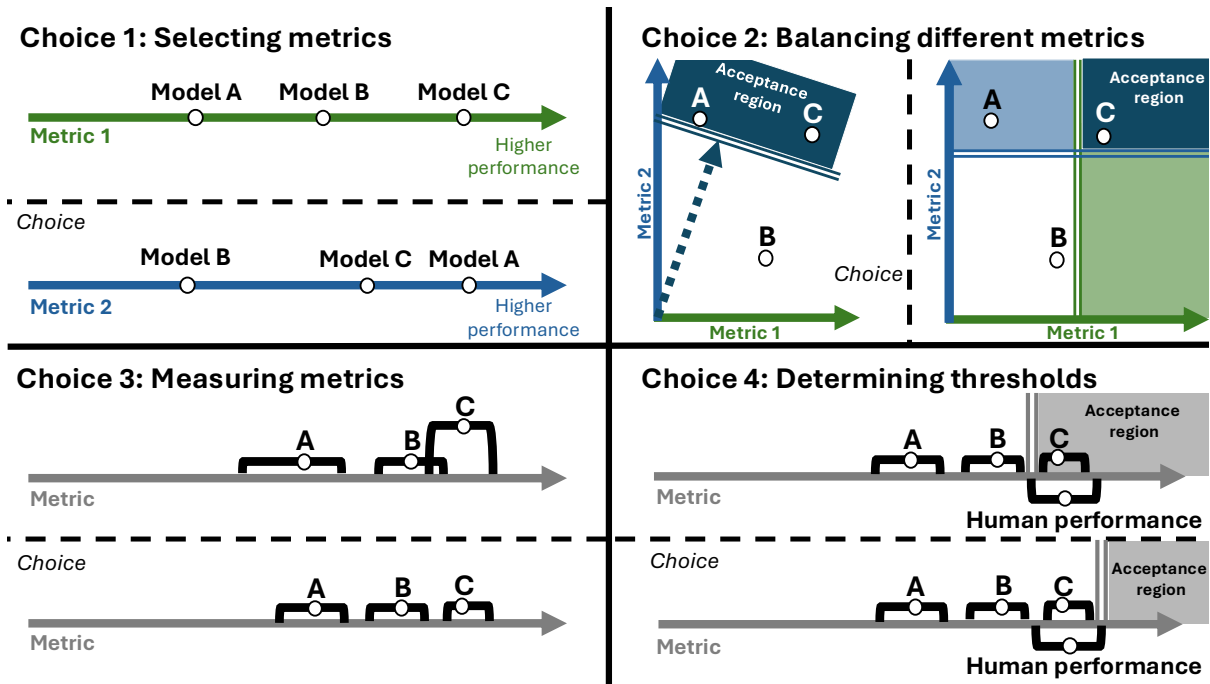 Choice 1: Selecting metrics
Model A
Model B
Model C
Metric 1
Higher
performance
Choice
Model B
Model C
Model A
Metric 2
Higher
performance
Choice 2: Balancing different metrics
Acceptance
region
A
C
B
Metric 2
Metric 1
Choice
Acceptance
region
A
C
B
Metric 2
Metric 1
Choice 3: Measuring metrics
A
B
C
Metric
Choice
A
B
C
Metric
Choice 4: Determining thresholds
Acceptance
region
A
B
C
Metric
Human performance
Choice
Acceptance
region
A
B
C
Metric
Human performance